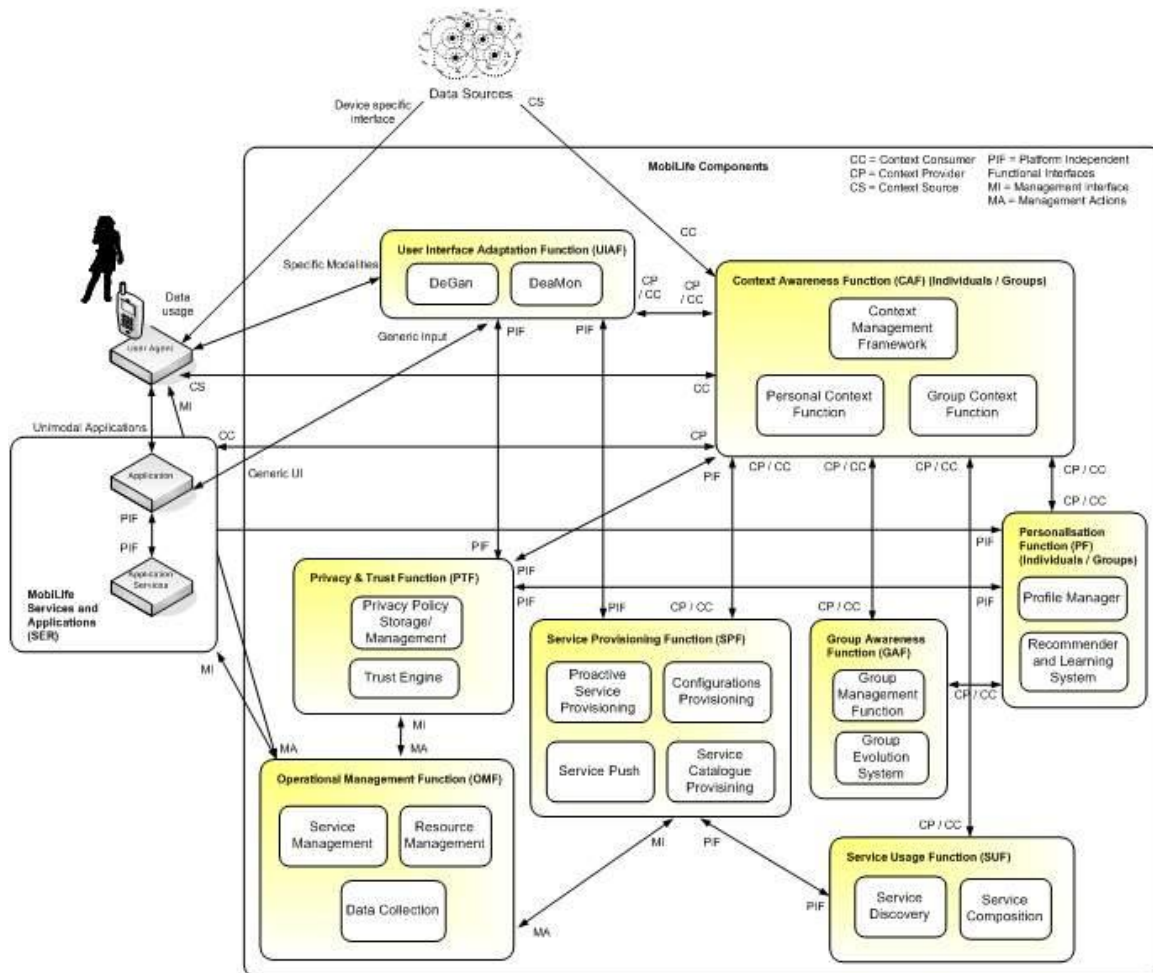 Data Sources
CS
Device specific
interface
MobiLife Components
CC = Context Consumer
CP = Context Provider
CS = Context Source
PIF = Platform Independent
Functional Interfaces
MI = Management Interface
MA = Management Actions
CC
User Interface Adaptation Function (UIAF)
DeGan
DeaMon
Specific Modalities
CP
/ CC
CP
/ CC
Context Awareness Function (CAF) (Individuals / Groups)
Context
Management
Framework
Personal Context
Function
Group Context
Function
Data
usage
User Agent
Generic Input
PIF
PIF
CS
CC
MI
Unimodal Applications
CC
CP
Application
Generic UI
PIF
PIF
Application
Services
MobiLife
Services and
Applications
(SER)
PIF
CP / CC
CP / CC
CP / CC
CP / CC
CP / CC
PIF
PIF
PIF
Personalisation
Function (PF)
(Individuals / Groups)
Profile Manager
Recommender
and Learning
System
Privacy & Trust Function (PTF)
Privacy Policy
Storage/
Management
Trust Engine
PIF
PIF
PIF
CP / CC
CP / CC
Service Provisioning Function (SPF)
Proactive
Service
Provisioning
Configurations
Provisioning
Service Push
Service
Catalogue
Provisining
Group Awareness
Function (GAF)
Group
Management
Function
Group
Evolution
System
CP / CC
MI
MI
MA
MA
Operational Management Function (OMF)
Service
Management
Resource
Management
Data Collection
MI
PIF
MA
CP / CC
Service Usage Function (SUF)
Service
Discovery
Service
Composition
PIF